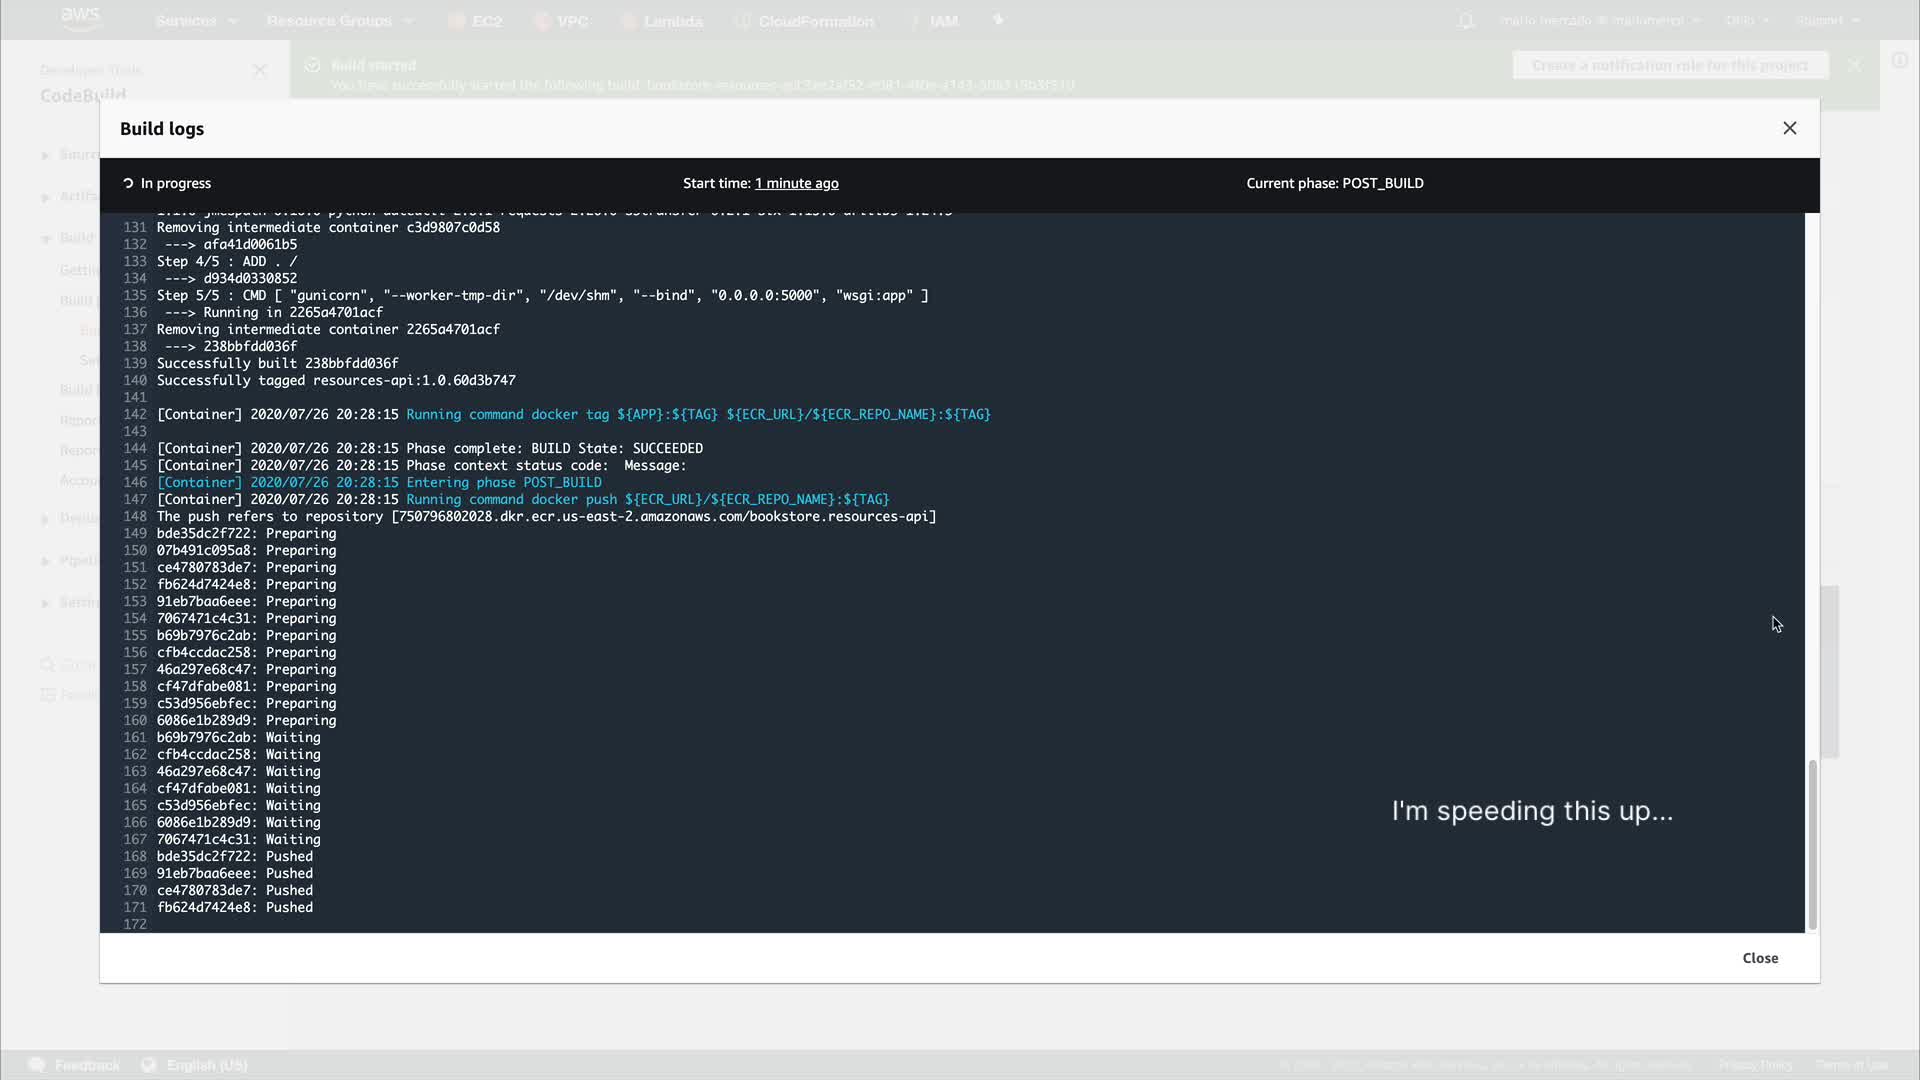 aws
Services
Resource Groups
EC2
VPC
Lambda
CloudFormation
IAM
Ohio
Support
Developer Tools
CodeBuild
Build started
You have successfully started the following build:
Create a notification role for this project
Build logs
In progress
Start time: 1 minute ago
Current phase: POST_BUILD
131 Removing intermediate container c3d9807c0d58
132 ---> afa41d0061b5
133 Step 4/5 : ADD . /
134 ---> d934d0330852
135 Step 5/5 : CMD [ "gunicorn", "--worker-tmp-dir", "/dev/shm", "--bind", "0.0.0.0:5000", "wsgi:app" ]
136 ---> Running in 2265a4701acf
137 Removing intermediate container 2265a4701acf
138 ---> 238bbfdd036f
139 Successfully built 238bbfdd036f
140 Successfully tagged resources-api:1.0.60d3b747
141
142 [Container] 2020/07/26 20:28:15 Running command docker tag ${APP}:${TAG} ${ECR_URL}/${ECR_REPO_NAME}:${TAG}
143
144 [Container] 2020/07/26 20:28:15 Phase complete: BUILD State: SUCCEEDED
145 [Container] 2020/07/26 20:28:15 Phase context status code:  Message:
146 [Container] 2020/07/26 20:28:15 Entering phase POST_BUILD
147 [Container] 2020/07/26 20:28:15 Running command docker push ${ECR_URL}/${ECR_REPO_NAME}:${TAG}
148 The push refers to repository [750796802028.dkr.ecr.us-east-2.amazonaws.com/bookstore.resources-api]
149 bde35dc2f722: Preparing
150 07b491c095a8: Preparing
151 ce4780783de7: Preparing
152 fb624d7424e8: Preparing
153 91eb7baa6eee: Preparing
154 7067471c4c31: Preparing
155 b69b7976c2ab: Preparing
156 cfb4ccdac258: Preparing
157 46a297e68c47: Preparing
158 cf47dfabe081: Preparing
159 c53d956ebfec: Preparing
160 6086e1b289d9: Preparing
161 b69b7976c2ab: Waiting
162 cfb4ccdac258: Waiting
163 46a297e68c47: Waiting
164 cf47dfabe081: Waiting
165 c53d956ebfec: Waiting
166 6086e1b289d9: Waiting
167 7067471c4c31: Waiting
168 bde35dc2f722: Pushed
169 91eb7baa6eee: Pushed
170 ce4780783de7: Pushed
171 fb624d7424e8: Pushed
172
I'm speeding this up...
Close
Feedback
English (US)
Privacy Policy
Terms of Use